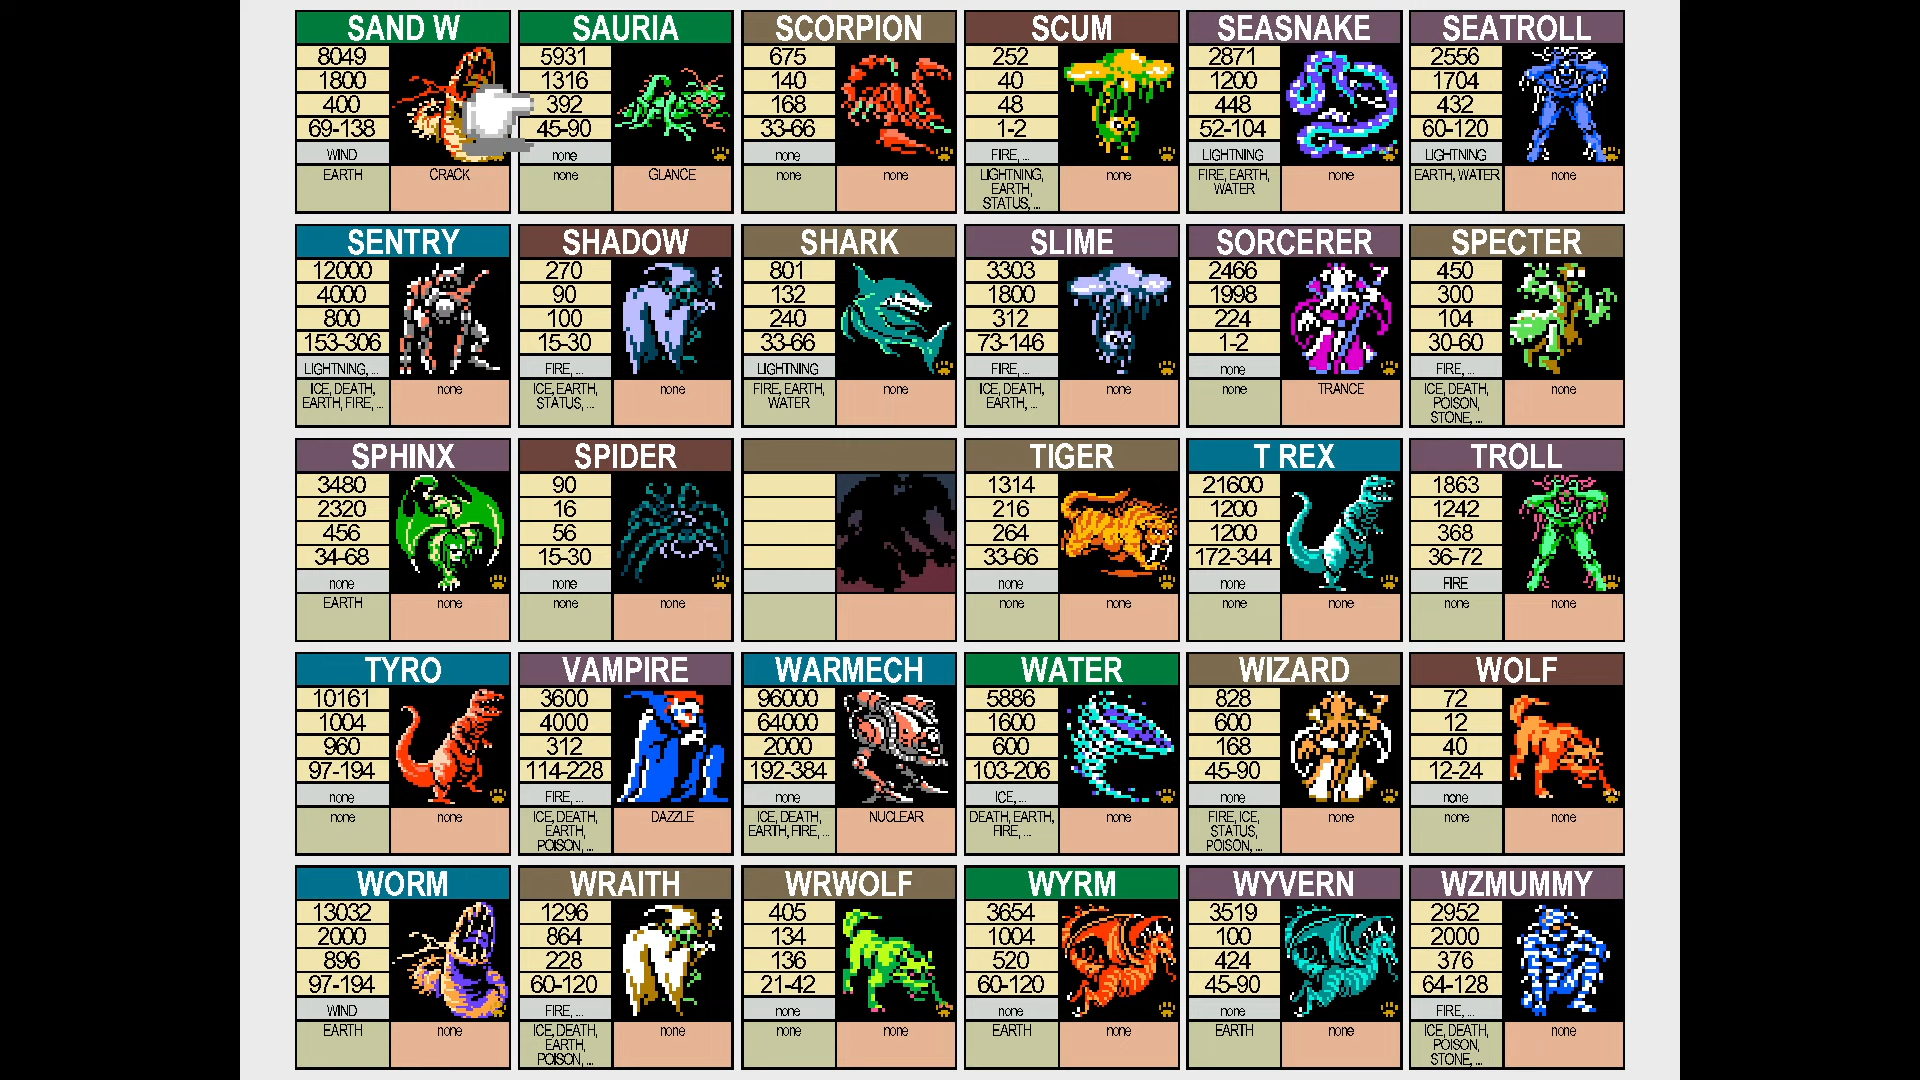 SAND W
8049
1800
400
69-138
WIND
EARTH
CRACK
SAURIA
5931
1316
392
45-90
none
none
GLANCE
SCORPION
675
140
168
33-66
none
none
none
SCUM
252
40
48
1-2
FIRE, ...
LIGHTNING,
EARTH,
STATUS, ...
none
SEASNAKE
2871
1200
448
52-104
LIGHTNING
FIRE, EARTH,
WATER
none
SEATROLL
2556
1704
432
60-120
LIGHTNING
EARTH, WATER
none
SENTRY
12000
4000
800
153-306
LIGHTNING, ...
ICE, DEATH,
EARTH, FIRE, ...
none
SHADOW
270
90
100
15-30
FIRE, ...
ICE, EARTH,
STATUS, ...
none
SHARK
801
132
240
33-66
LIGHTNING
FIRE, EARTH,
WATER
none
SLIME
3303
1800
312
73-146
FIRE, ...
ICE, DEATH,
EARTH, ...
none
SORCERER
2466
1998
224
1-2
none
none
TRANCE
SPECTER
450
300
104
30-60
FIRE, ...
ICE, DEATH,
POISON,
STONE, ...
none
SPHINX
3480
2320
456
34-68
none
EARTH
none
SPIDER
90
16
56
15-30
none
none
none
TIGER
1314
216
264
33-66
none
none
none
T REX
21600
1200
1200
172-344
none
none
none
TROLL
1863
1242
368
36-72
FIRE
none
none
TYRO
10161
1004
960
97-194
none
none
none
VAMPIRE
3600
4000
312
114-228
FIRE, ...
ICE, DEATH,
EARTH,
POISON, ...
DAZZLE
WARMECH
96000
64000
2000
192-384
none
ICE, DEATH,
EARTH, FIRE, ...
NUCLEAR
WATER
5886
1600
600
103-206
ICE, ...
DEATH, EARTH,
FIRE, ...
none
WIZARD
828
600
168
45-90
none
FIRE, ICE,
STATUS,
POISON, ...
none
WOLF
72
12
40
12-24
none
none
none
WORM
13032
2000
896
97-194
WIND
EARTH
none
WRAITH
1296
864
228
60-120
FIRE, ...
ICE, DEATH,
EARTH,
POISON, ...
none
WRWOLF
405
134
136
21-42
none
none
none
WYRM
3654
1004
520
60-120
none
EARTH
none
WYVERN
3519
100
424
45-90
none
EARTH
none
WZMUMMY
2952
2000
376
64-128
FIRE, ...
ICE, DEATH,
POISON,
STONE, ...
none